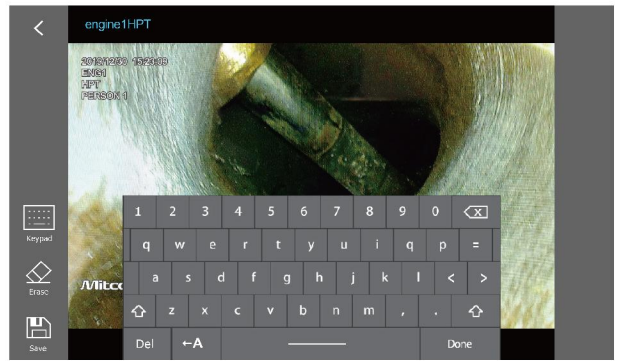 engine1HPT
ENG1
HPT
PERSON 1
1 2 3 4 5 6 7 8 9 0
q w e r t y u i q p =
Keypad
a s d f g h j k l < >
Mitco
Erase
z x c v b n m , .
Save
Del ←A Done